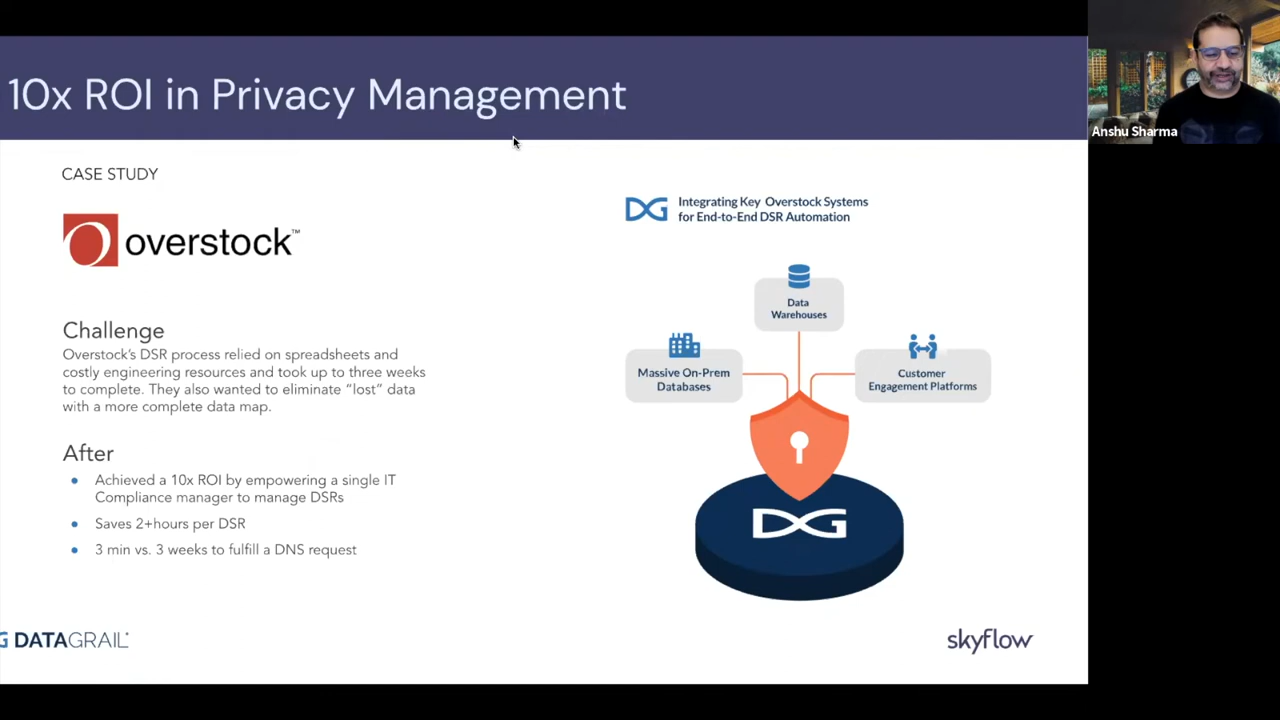 10x ROI in Privacy Management
Anshu Sharma
CASE STUDY
overstock™
Challenge
Overstock's DSR process relied on spreadsheets and
costly engineering resources and took up to three weeks
to complete. They also wanted to eliminate “lost” data
with a more complete data map.
After
Achieved a 10x ROI by empowering a single IT
Compliance manager to manage DSRs
Saves 2+hours per DSR
3 min vs. 3 weeks to fulfill a DNS request
DG
Integrating Key Overstock Systems
for End-to-End DSR Automation
Data
Warehouses
Massive On-Prem
Databases
Customer
Engagement Platforms
DG
G DATAGRAIL®
skyflow